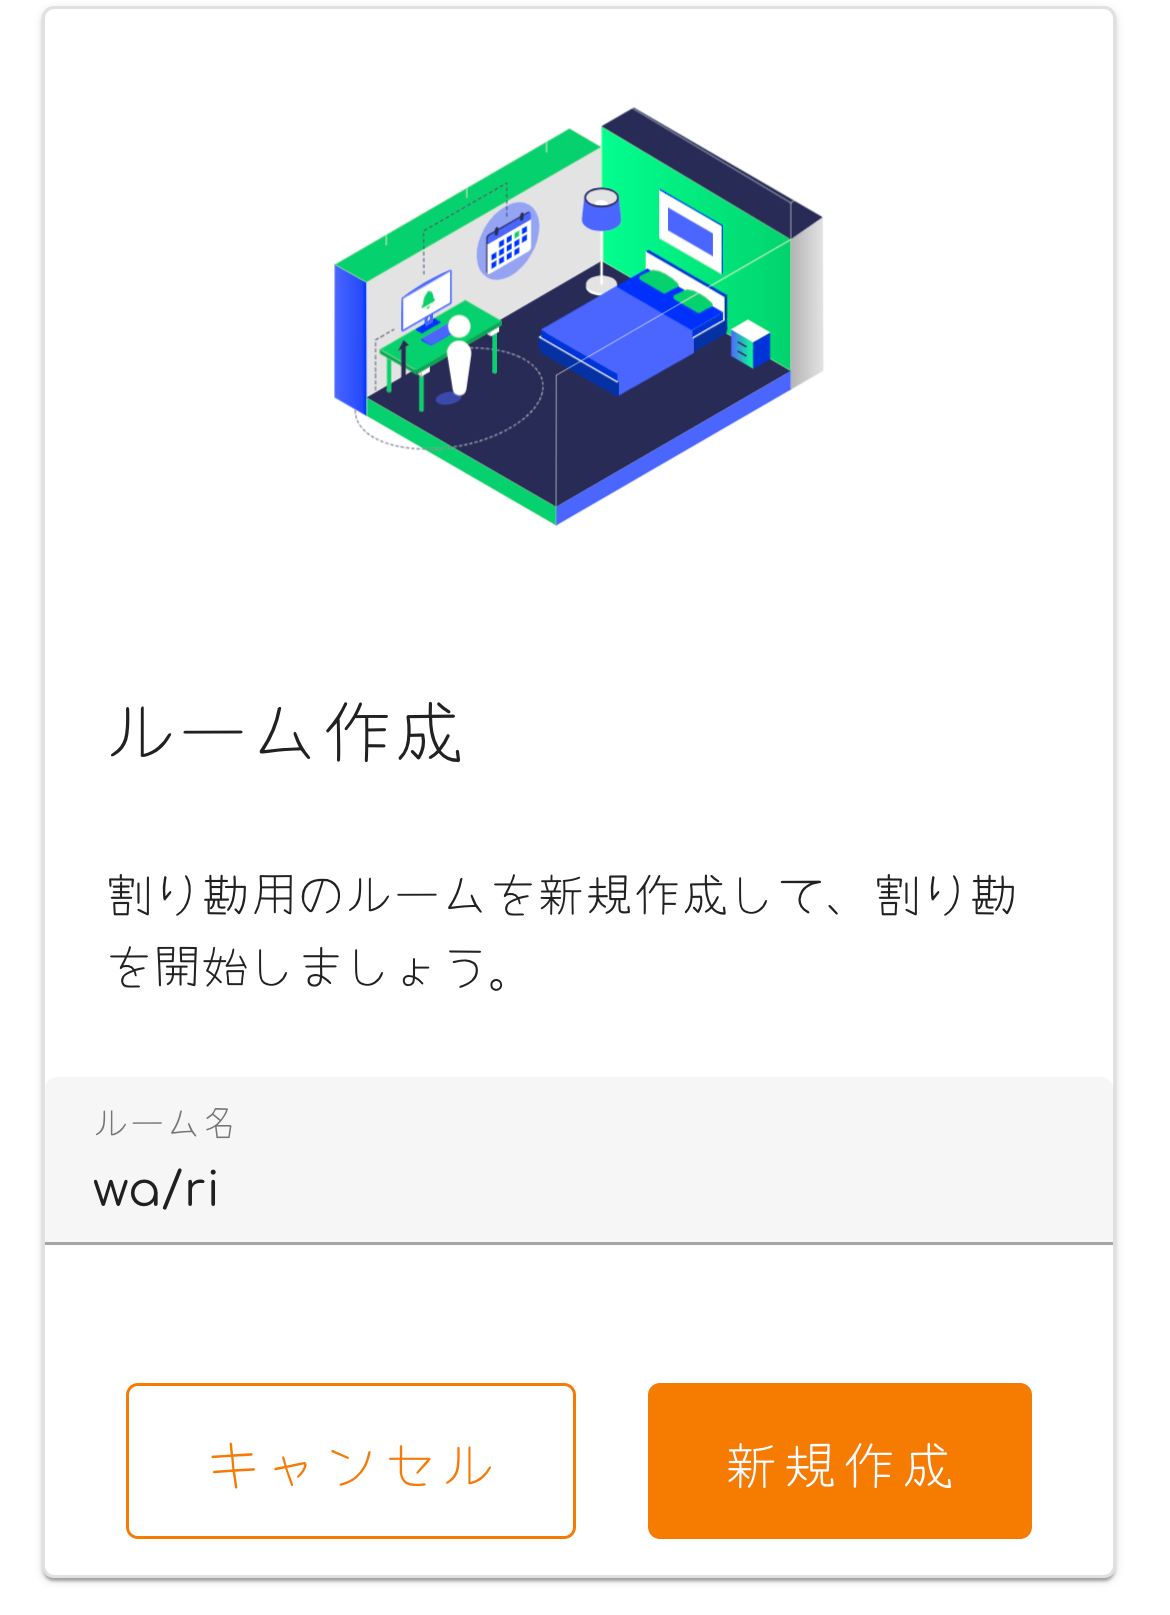 ルーム作成
割り勘用のルームを新規作成して、割り勘
を開始しましょう。
ルーム名
wa/ri
キャンセル
新規作成